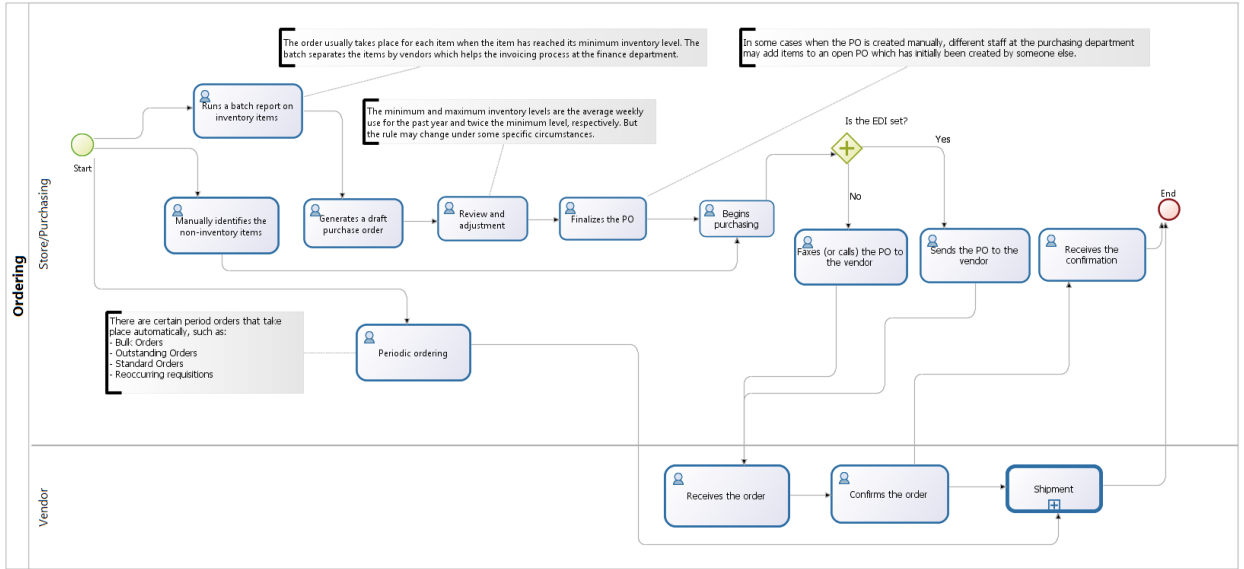 Ordering
Store/Purchasing
Vendor
The order usually takes place for each item when the item has reached its minimum inventory level. The
batch separates the items by vendors which helps the invoicing process at the finance department.
In some cases when the PO is created manually, different staff at the purchasing department
may add items to an open PO which has initially been created by someone else.
Runs a batch report on
inventory items
The minimum and maximum inventory levels are the average weekly
use for the past year and twice the minimum level, respectively. But
the rule may change under some specific circumstances.
Is the EDI set?
Yes
No
Start
End
Manually identifies the
non-inventory items
Generates a draft
purchase order
Review and
adjustment
Finalizes the PO
Begins
purchasing
Faxes (or calls) the PO to
the vendor
Sends the PO to the
vendor
Receives the
confirmation
There are certain period orders that take
place automatically, such as:
- Bulk Orders
- Outstanding Orders
- Standard Orders
- Reoccurring requisitions
Periodic ordering
Receives the order
Confirms the order
Shipment